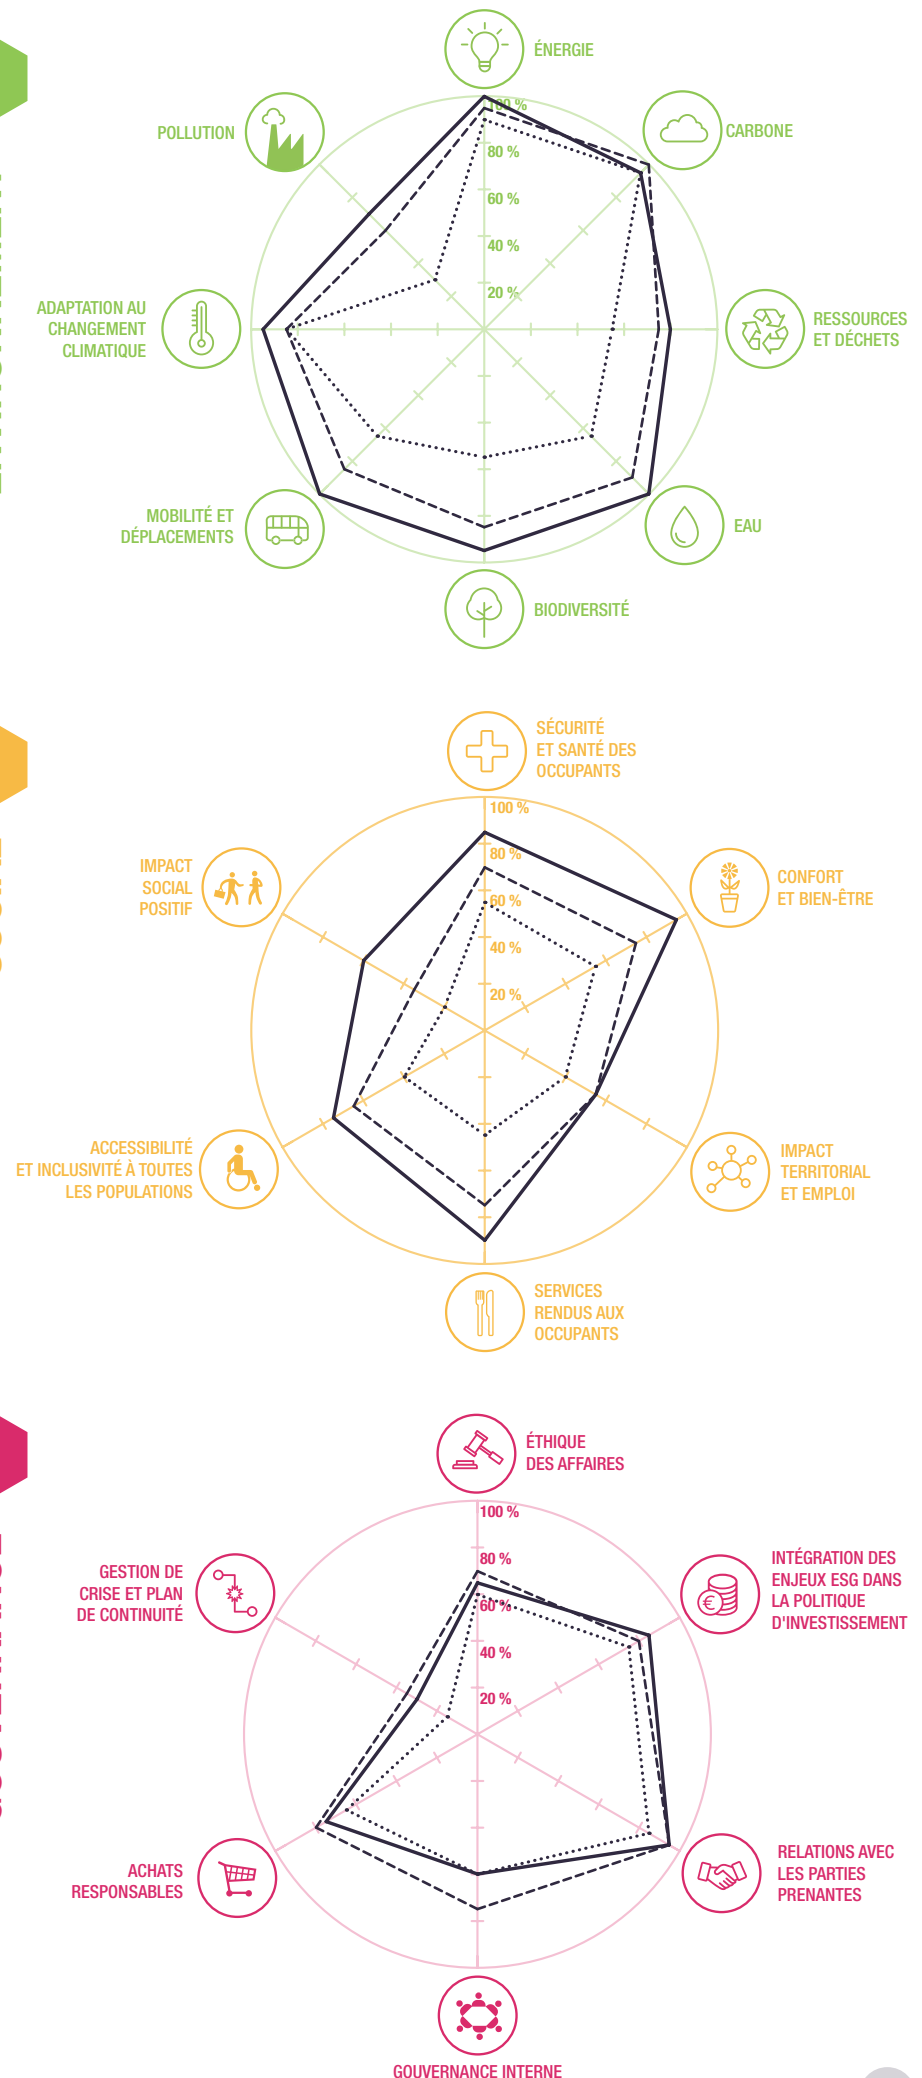 ÉNERGIE
100 %
POLLUTION
CARBONE
80 %
60 %
40 %
20 %
ADAPTATION AU
CHANGEMENT
CLIMATIQUE
RESSOURCES
ET DÉCHETS
MOBILITÉ ET
DÉPLACEMENTS
EAU
BIODIVERSITÉ
SÉCURITÉ
ET SANTÉ DES
OCCUPANTS
100 %
80 %
60 %
40 %
20 %
IMPACT
SOCIAL
POSITIF
CONFORT
ET BIEN-ÊTRE
ACCESSIBILITÉ
ET INCLUSIVITÉ À TOUTES
LES POPULATIONS
IMPACT
TERRITORIAL
ET EMPLOI
SERVICES
RENDUS AUX
OCCUPANTS
ÉTHIQUE
DES AFFAIRES
100 %
80 %
60 %
40 %
20 %
GESTION DE
CRISE ET PLAN
DE CONTINUITÉ
INTÉGRATION DES
ENJEUX ESG DANS
LA POLITIQUE
D'INVESTISSEMENT
ACHATS
RESPONSABLES
RELATIONS AVEC
LES PARTIES
PRENANTES
GOUVERNANCE INTERNE